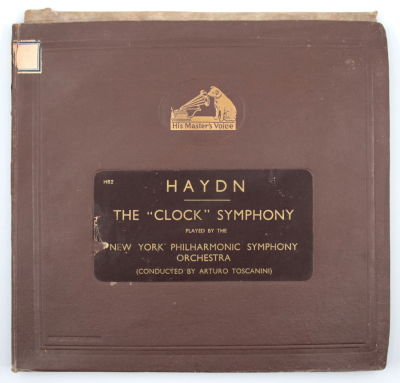 His Master's Voice
H82
HAYDN
THE "CLOCK" SYMPHONY
PLAYED BY THE
NEW YORK PHILHARMONIC SYMPHONY
ORCHESTRA
(CONDUCTED BY ARTURO TOSCANINI)